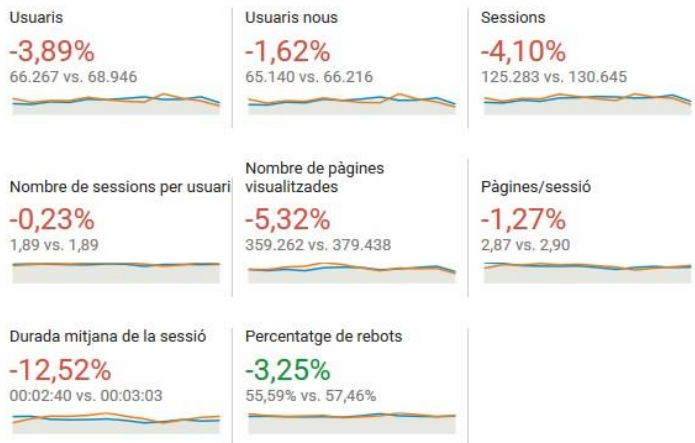 Usuaris
-3,89%
66.267 vs. 68.946
Usuaris nous
-1,62%
65.140 vs. 66.216
Sessions
-4,10%
125.283 vs. 130.645
Nombre de sessions per usuari
-0,23%
1,89 vs. 1,89
Nombre de pàgines
visualitzades
-5,32%
359.262 vs. 379.438
Pàgines/sessió
-1,27%
2,87 vs. 2,90
Durada mitjana de la sessió
-12,52%
00:02:40 vs. 00:03:03
Percentatge de rebots
-3,25%
55,59% vs. 57,46%